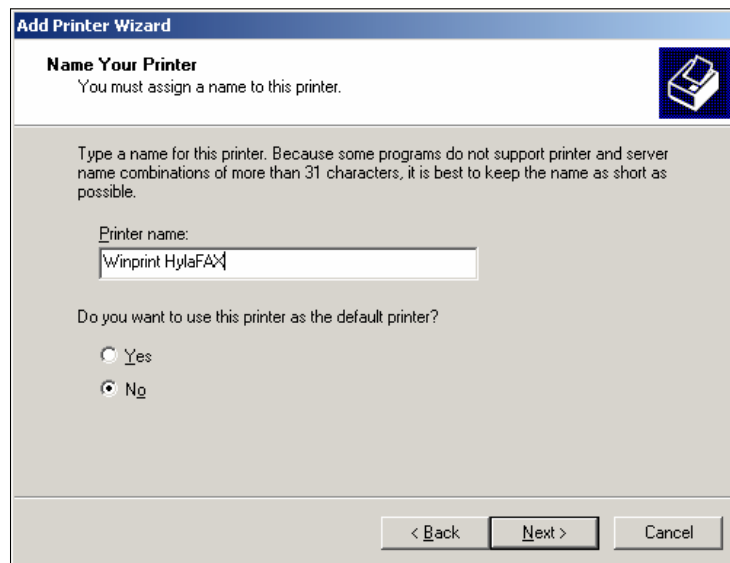 Add Printer Wizard
Name Your Printer
You must assign a name to this printer.
Type a name for this printer. Because some programs do not support printer and server
name combinations of more than 31 characters, it is best to keep the name as short as
possible.
Printer name:
Winprint HylaFAX
Do you want to use this printer as the default printer?
Yes
No
< Back
Next >
Cancel